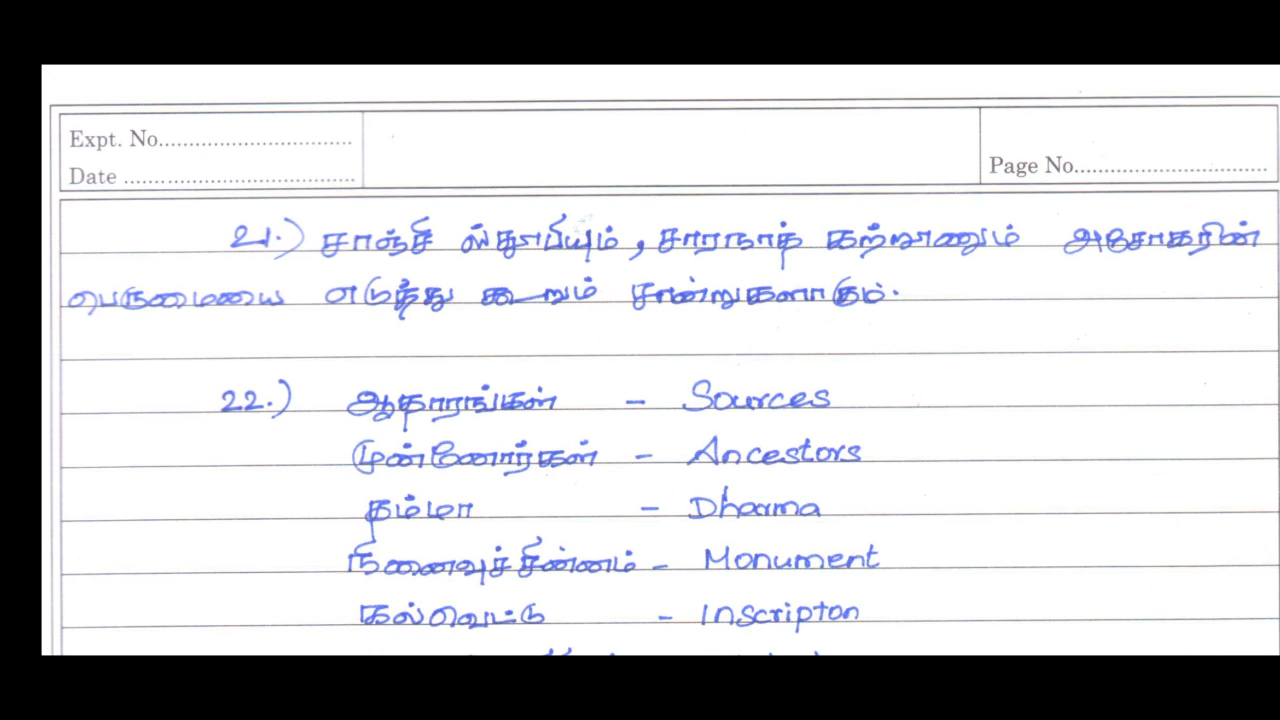 Expt. No.................................
Date ........................................
Page No.................................
21.) சாஞ்சி ஸ்தூபியும், சாரநாத் கற்றூணும் அசோகரின்
பெருமையை எடுத்து கூறும் சான்றுகளாகும்.
22.) ஆதாரங்கள் - Sources
முன்னோர்கள் - Ancestors
தம்மா - Dharma
நினைவுச்சின்னம் - Monument
கல்வெட்டு - Inscripton